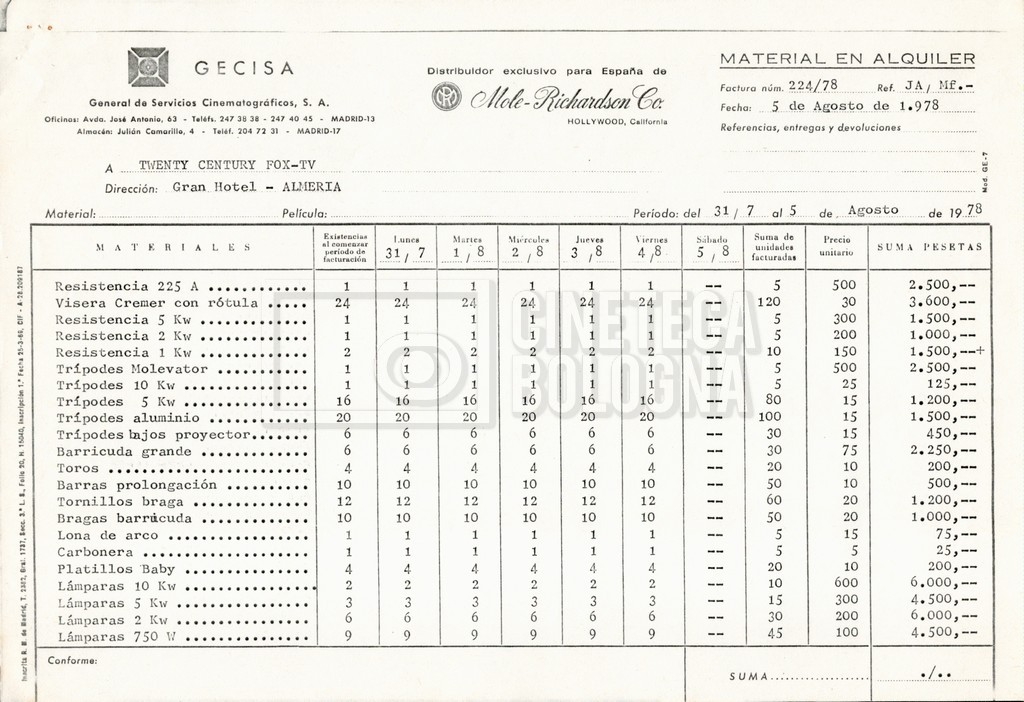 GECISA
General de Servicios Cinematográficos, S. A.
Oficinas: Avda. José Antonio, 63 - Teléfs. 247 38 38 - 247 40 45 - MADRID-13
Almacén: Julián Camarillo, 4 - Teléf. 204 72 31 - MADRID-17
Distribuidor exclusivo para España de
Mole-Richardson Co.
HOLLYWOOD, California
MATERIAL EN ALQUILER
Factura núm. 224/78 Ref. JA/ Mf.-
Fecha: 5 de Agosto de 1.978
Referencias, entregas y devoluciones
Mod. GE-7
A TWENTY CENTURY FOX-TV
Dirección: Gran Hotel - ALMERIA
Material: Película: Período: del 31/7 al 5 de Agosto de 1978
MATERIALES Existencias al comenzar período de facturación Lunes 31/7 Martes 1/8 Miércoles 2/8 Jueves 3/8 Viernes 4/8 Sábado 5/8 Suma de unidades facturadas Precio unitario SUMA PESETAS
Resistencia 225 A ............ 1 1 1 1 1 1 -- 5 500 2.500,--
Visera Cremer con rótula ..... 24 24 24 24 24 24 -- 120 30 3.600,--
Resistencia 5 Kw ............. 1 1 1 1 1 1 -- 5 300 1.500,--
Resistencia 2 Kw ............. 1 1 1 1 1 1 -- 5 200 1.000,--
Resistencia 1 Kw ............. 2 2 2 2 2 2 -- 10 150 1.500,--+
Trípodes Molevator ........... 1 1 1 1 1 1 -- 5 500 2.500,--
Trípodes 10 Kw ............... 1 1 1 1 1 1 -- 5 25 125,--
Trípodes 5 Kw ............... 16 16 16 16 16 16 -- 80 15 1.200,--
Trípodes aluminio ............ 20 20 20 20 20 20 -- 100 15 1.500,--
Trípodes bajos proyector....... 6 6 6 6 6 6 -- 30 15 450,--
Barricuda grande ............. 6 6 6 6 6 6 -- 30 75 2.250,--
Toros ........................ 4 4 4 4 4 4 -- 20 10 200,--
Barras prolongación .......... 10 10 10 10 10 10 -- 50 10 500,--
Tornillos braga .............. 12 12 12 12 12 12 -- 60 20 1.200,--
Bragas barrácuda ............. 10 10 10 10 10 10 -- 50 20 1.000,--
Lona de arco ................. 1 1 1 1 1 1 -- 5 15 75,--
Carbonera .................... 1 1 1 1 1 1 -- 5 5 25,--
Platillos Baby ............... 4 4 4 4 4 4 -- 20 10 200,--
Lámparas 10 Kw ............... 2 2 2 2 2 2 -- 10 600 6.000,--
Lámparas 5 Kw ................ 3 3 3 3 3 3 -- 15 300 4.500,--
Lámparas 2 Kw ................ 6 6 6 6 6 6 -- 30 200 6.000,--
Lámparas 750 W ............... 9 9 9 9 9 9 -- 45 100 4.500,--
Conforme:
SUMA................... ./..
CINETECA
BOLOGNA